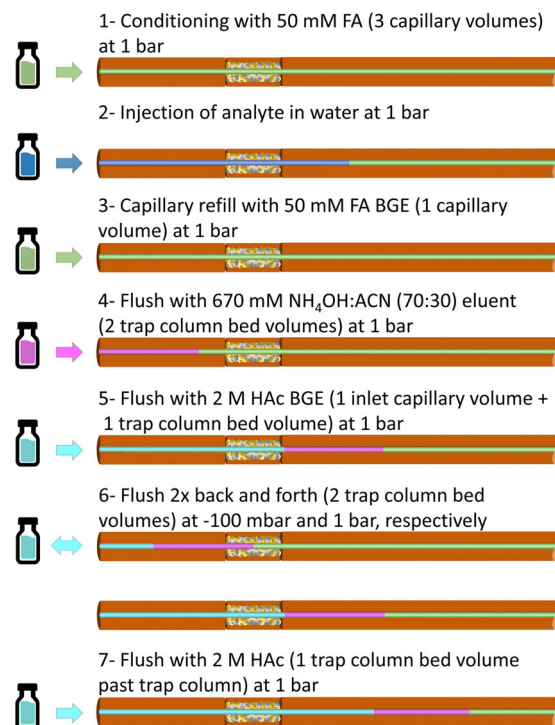 1- Conditioning with 50 mM FA (3 capillary volumes)
at 1 bar
2- Injection of analyte in water at 1 bar
3- Capillary refill with 50 mM FA BGE (1 capillary
volume) at 1 bar
4- Flush with 670 mM NH₄OH:ACN (70:30) eluent
(2 trap column bed volumes) at 1 bar
5- Flush with 2 M HAc BGE (1 inlet capillary volume +
1 trap column bed volume) at 1 bar
6- Flush 2x back and forth (2 trap column bed
volumes) at -100 mbar and 1 bar, respectively
7- Flush with 2 M HAc (1 trap column bed volume
past trap column) at 1 bar